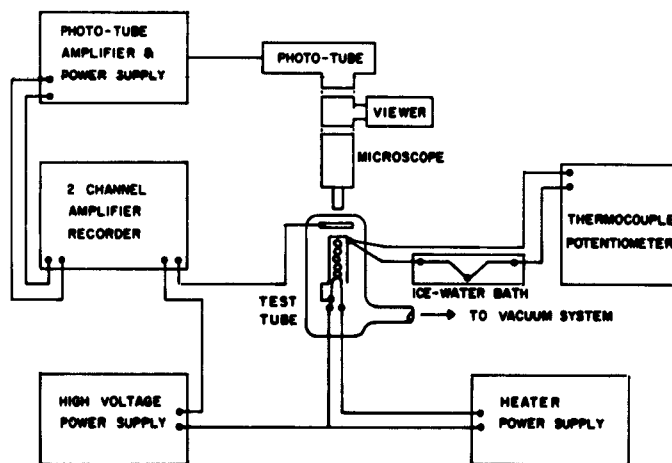 PHOTO-TUBE
AMPLIFIER &
POWER SUPPLY
PHOTO-TUBE
VIEWER
MICROSCOPE
2 CHANNEL
AMPLIFIER
RECORDER
THERMOCOUPLE
POTENTIOMETER
ICE-WATER BATH
TEST
TUBE
TO VACUUM SYSTEM
HIGH VOLTAGE
POWER SUPPLY
HEATER
POWER SUPPLY